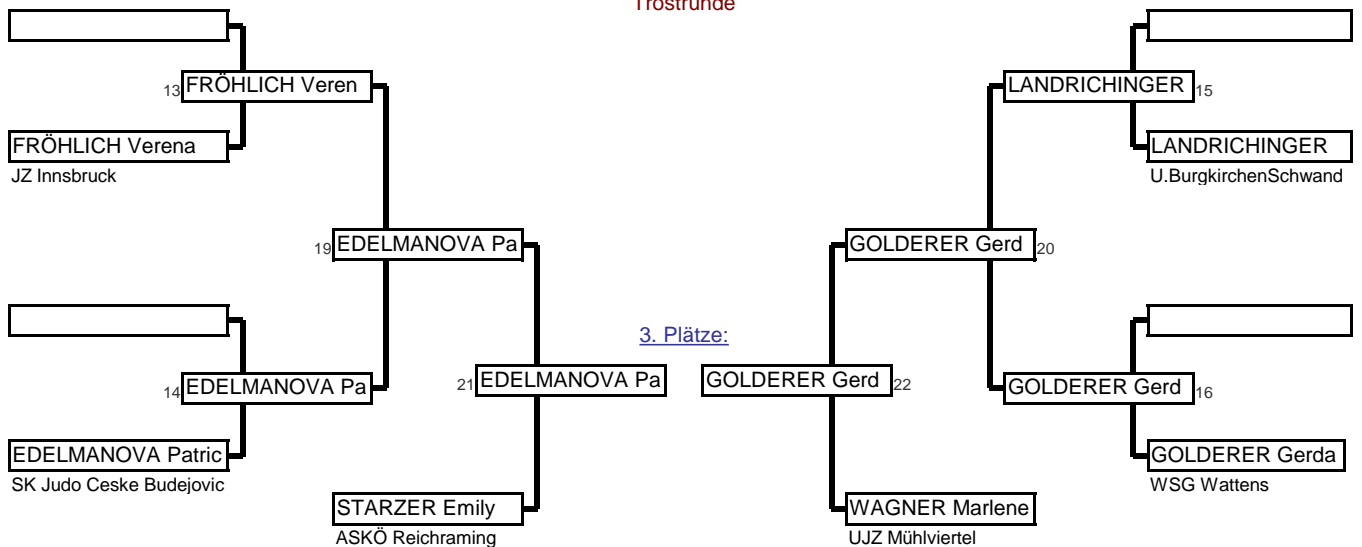 Trostrunde
13 FRÖHLICH Veren
LANDRICHINGER 15
FRÖHLICH Verena
JZ Innsbruck
LANDRICHINGER
U.BurgkirchenSchwand
19 EDELMANOVA Pa
GOLDERER Gerd 20
3. Plätze:
14 EDELMANOVA Pa
21 EDELMANOVA Pa
GOLDERER Gerd 22
GOLDERER Gerd 16
EDELMANOVA Patric
SK Judo Ceske Budejovic
GOLDERER Gerda
WSG Wattens
STARZER Emily
ASKÖ Reichraming
WAGNER Marlene
UJZ Mühlviertel